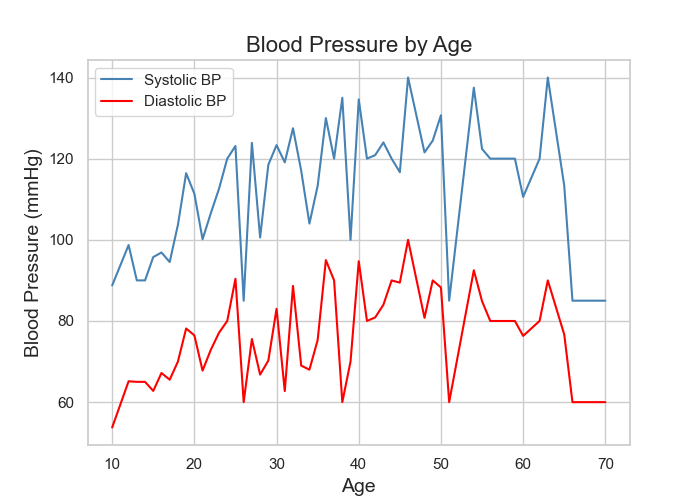 Blood Pressure by Age
Systolic BP
Diastolic BP
Blood Pressure (mmHg)
140
120
100
80
60
10 20 30 40 50 60 70
Age